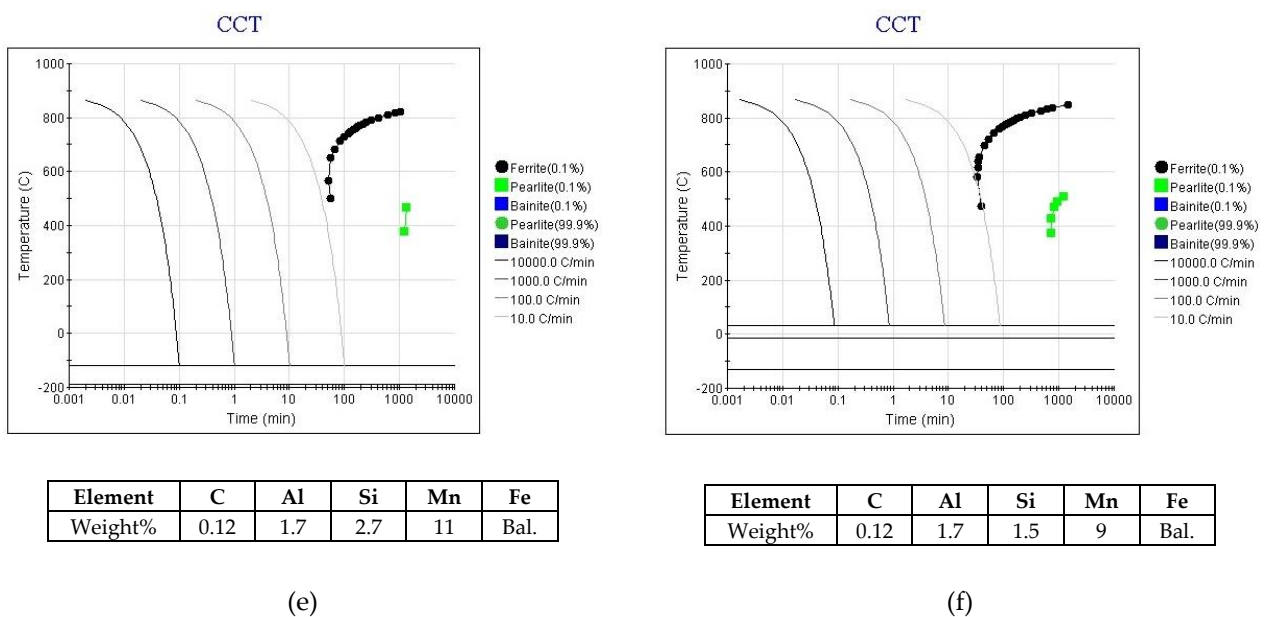 CCT
1000
800
600
400
200
0
-200
Temperature (C)
0.001 0.01 0.1 1 10 100 1000 10000
Time (min)
Ferrite(0.1%)
Pearlite(0.1%)
Bainite(0.1%)
Pearlite(99.9%)
Bainite(99.9%)
10000.0 C/min
1000.0 C/min
100.0 C/min
10.0 C/min
Element C Al Si Mn Fe
Weight% 0.12 1.7 2.7 11 Bal.
(e)
CCT
1000
800
600
400
200
0
-200
Temperature (C)
0.001 0.01 0.1 1 10 100 1000 10000
Time (min)
Ferrite(0.1%)
Pearlite(0.1%)
Bainite(0.1%)
Pearlite(99.9%)
Bainite(99.9%)
10000.0 C/min
1000.0 C/min
100.0 C/min
10.0 C/min
Element C Al Si Mn Fe
Weight% 0.12 1.7 1.5 9 Bal.
(f)